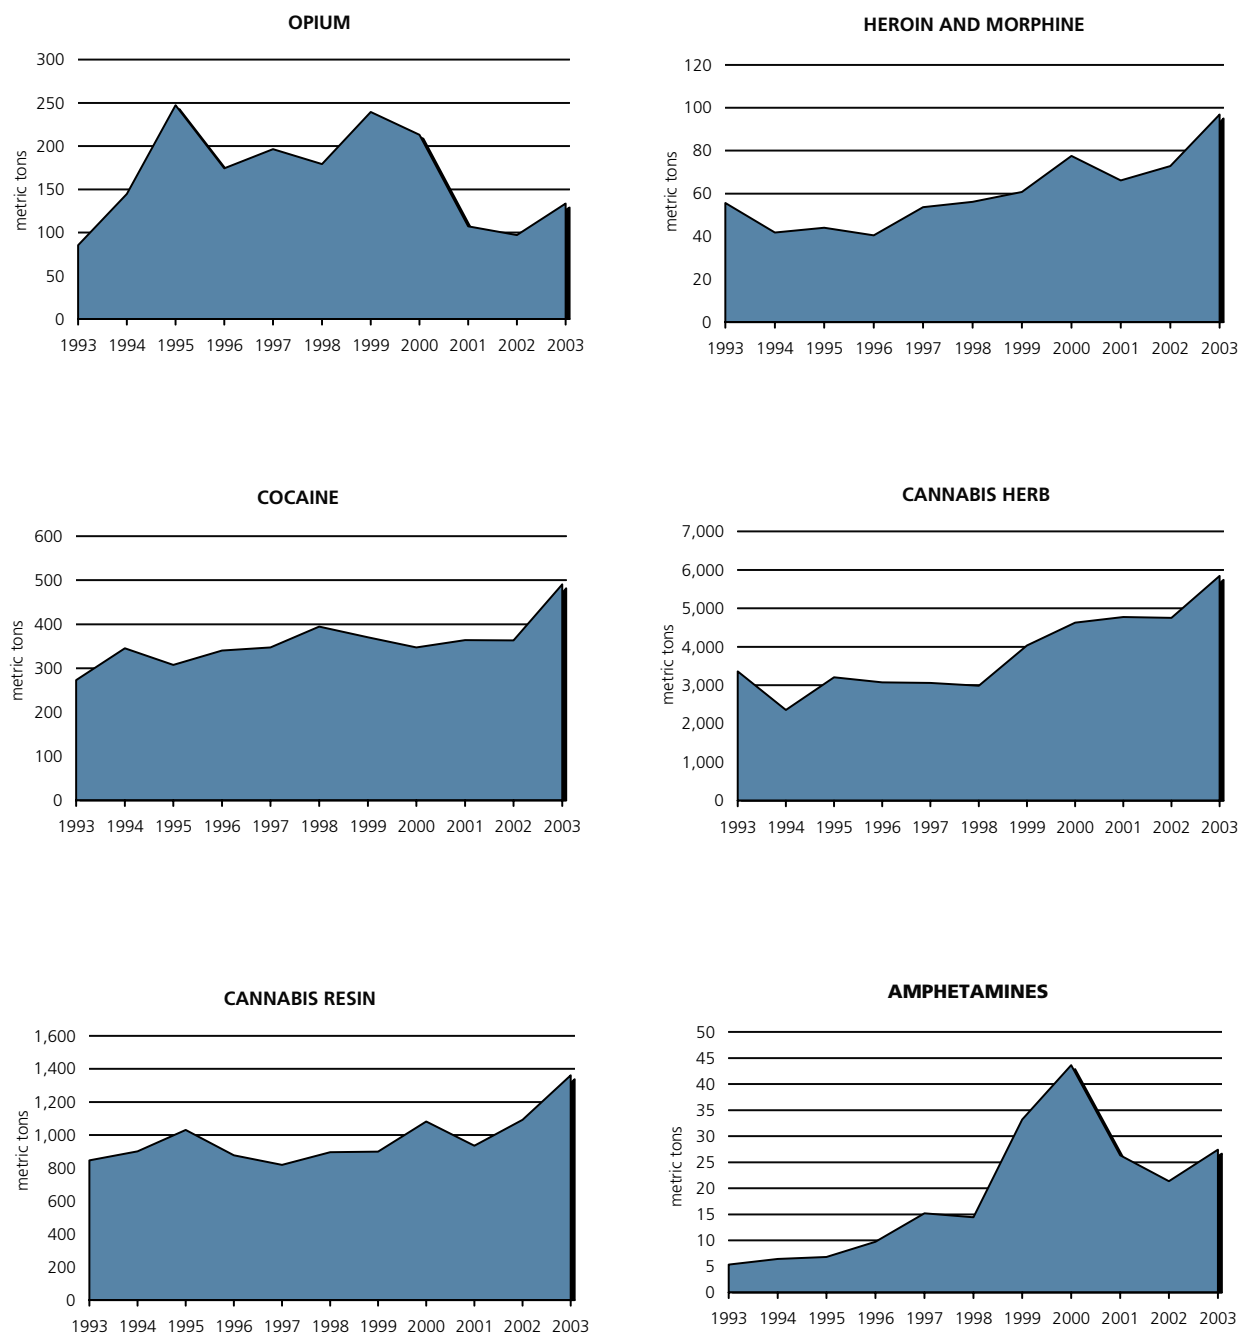 OPIUM
300
250
200
150
100
50
0
metric tons
1993 1994 1995 1996 1997 1998 1999 2000 2001 2002 2003
HEROIN AND MORPHINE
120
100
80
60
40
20
0
metric tons
1993 1994 1995 1996 1997 1998 1999 2000 2001 2002 2003
COCAINE
600
500
400
300
200
100
0
metric tons
1993 1994 1995 1996 1997 1998 1999 2000 2001 2002 2003
CANNABIS HERB
7,000
6,000
5,000
4,000
3,000
2,000
1,000
0
metric tons
1993 1994 1995 1996 1997 1998 1999 2000 2001 2002 2003
CANNABIS RESIN
1,600
1,400
1,200
1,000
800
600
400
200
0
metric tons
1993 1994 1995 1996 1997 1998 1999 2000 2001 2002 2003
AMPHETAMINES
50
45
40
35
30
25
20
15
10
5
0
metric tons
1993 1994 1995 1996 1997 1998 1999 2000 2001 2002 2003